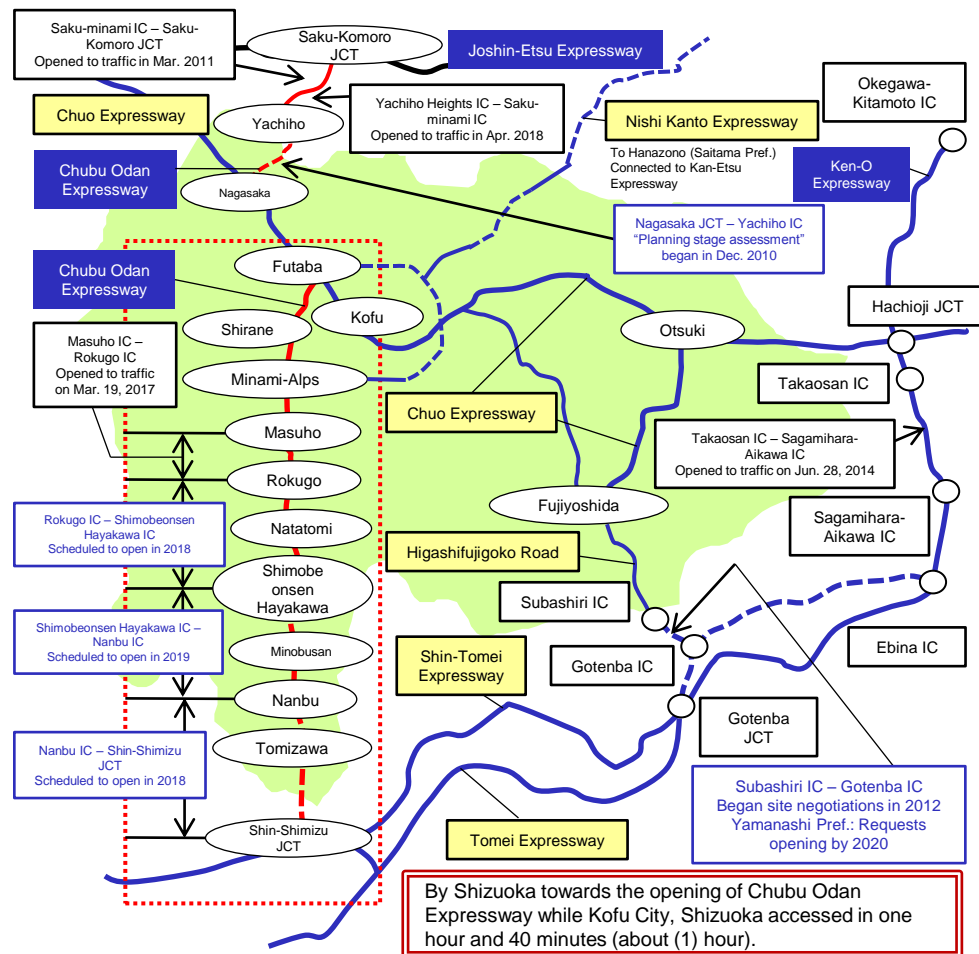 Saku-minami IC – Saku-
Komoro JCT
Opened to traffic in Mar. 2011
Saku-Komoro
JCT
Joshin-Etsu Expressway
Okegawa-
Kitamoto IC
Chuo Expressway
Yachiho
Yachiho Heights IC – Saku-
minami IC
Opened to traffic in Apr. 2018
Nishi Kanto Expressway
To Hanazono (Saitama Pref.)
Connected to Kan-Etsu
Expressway
Ken-O
Expressway
Chubu Odan
Expressway
Nagasaka
Nagasaka JCT – Yachiho IC
“Planning stage assessment”
began in Dec. 2010
Chubu Odan
Expressway
Futaba
Kofu
Shirane
Otsuki
Hachioji JCT
Masuho IC –
Rokugo IC
Opened to traffic
on Mar. 19, 2017
Minami-Alps
Takaosan IC
Chuo Expressway
Masuho
Takaosan IC – Sagamihara-
Aikawa IC
Opened to traffic on Jun. 28, 2014
Rokugo
Fujiyoshida
Sagamihara-
Aikawa IC
Rokugo IC – Shimobeonsen
Hayakawa IC
Scheduled to open in 2018
Natatomi
Higashifujigoko Road
Shimobe
onsen
Hayakawa
Subashiri IC
Shimobeonsen Hayakawa IC –
Nanbu IC
Scheduled to open in 2019
Minobusan
Shin-Tomei
Expressway
Gotenba IC
Ebina IC
Nanbu
Gotenba
JCT
Nanbu IC – Shin-Shimizu
JCT
Scheduled to open in 2018
Tomizawa
Subashiri IC – Gotenba IC
Began site negotiations in 2012
Yamanashi Pref.: Requests
opening by 2020
Shin-Shimizu
JCT
Tomei Expressway
By Shizuoka towards the opening of Chubu Odan
Expressway while Kofu City, Shizuoka accessed in one
hour and 40 minutes (about (1) hour).